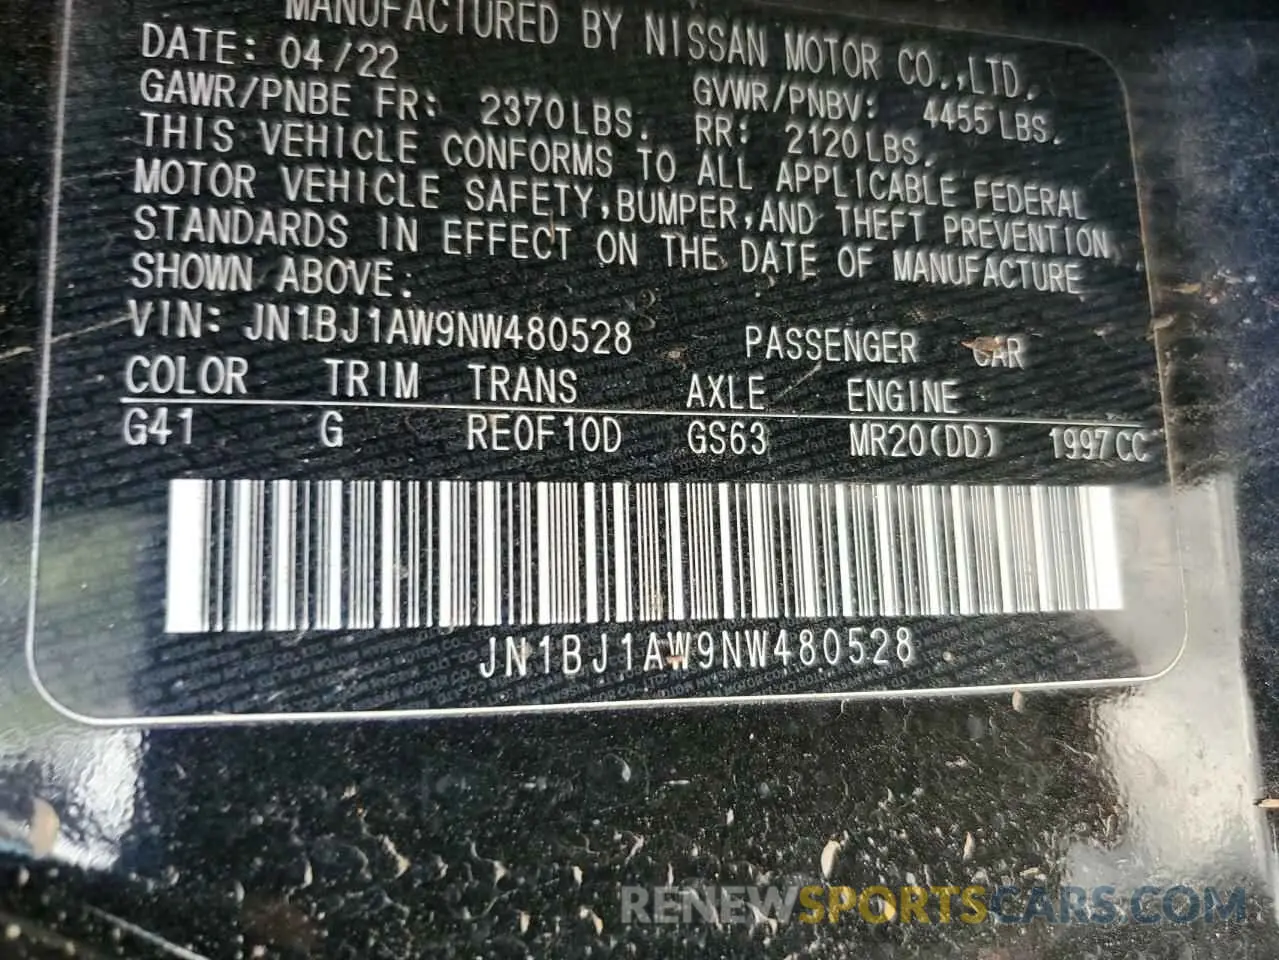 MANUFACTURED BY NISSAN MOTOR CO.,LTD.
DATE: 04/22
GAWR/PNBE FR: 2370LBS. GVWR/PNBV: 4455LBS.
RR: 2120LBS.
THIS VEHICLE CONFORMS TO ALL APPLICABLE FEDERAL
MOTOR VEHICLE SAFETY,BUMPER,AND THEFT PREVENTION
STANDARDS IN EFFECT ON THE DATE OF MANUFACTURE
SHOWN ABOVE:
VIN: JN1BJ1AW9NW480528 PASSENGER CAR
COLOR TRIM TRANS AXLE ENGINE
G41 G RE0F10D GS63 MR20(DD) 1997CC
JN1BJ1AW9NW480528
RENEWSPORTSCARS.COM